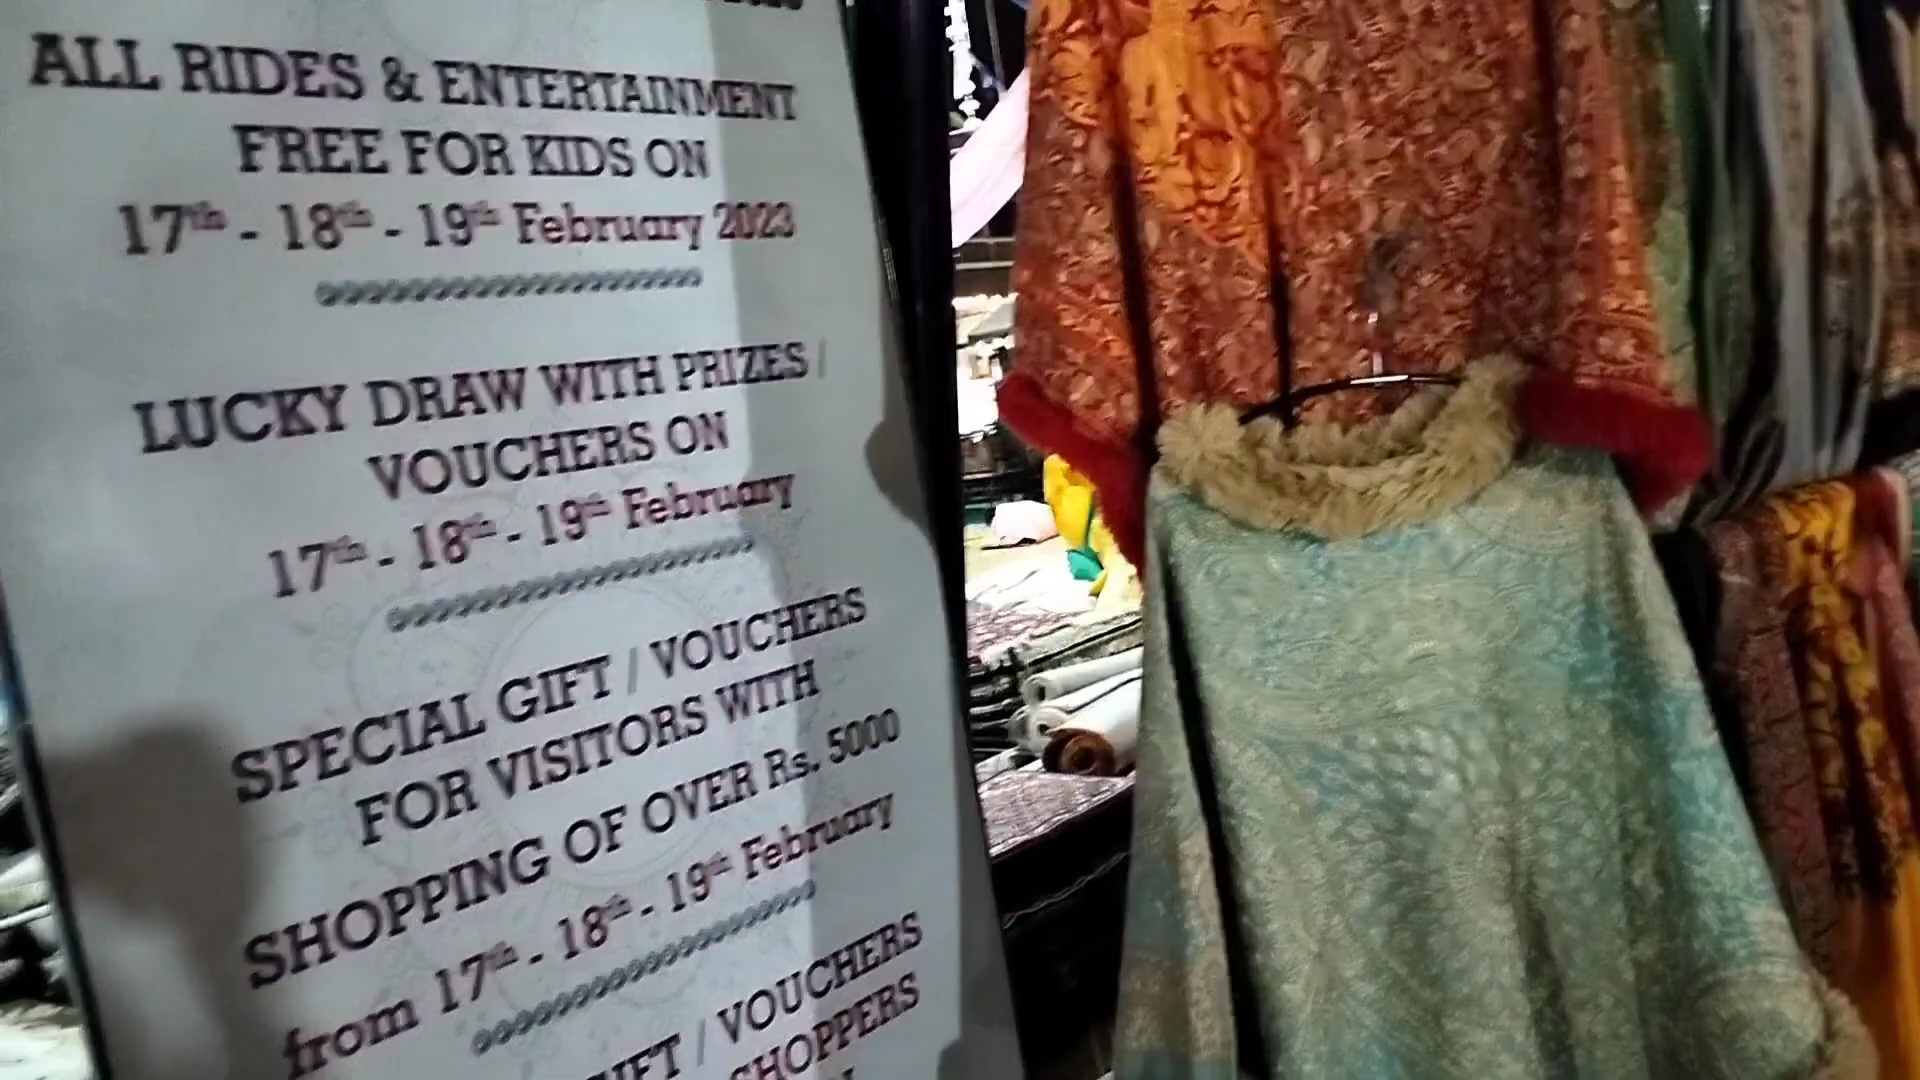 ALL RIDES & ENTERTAINMENT
FREE FOR KIDS ON
17th - 18th - 19th February 2023
LUCKY DRAW WITH PRIZES /
VOUCHERS ON
17th - 18th - 19th February
SPECIAL GIFT / VOUCHERS
FOR VISITORS WITH
SHOPPING OF OVER Rs. 5000
from 17th - 18th - 19th February
GIFT / VOUCHERS
SHOPPERS